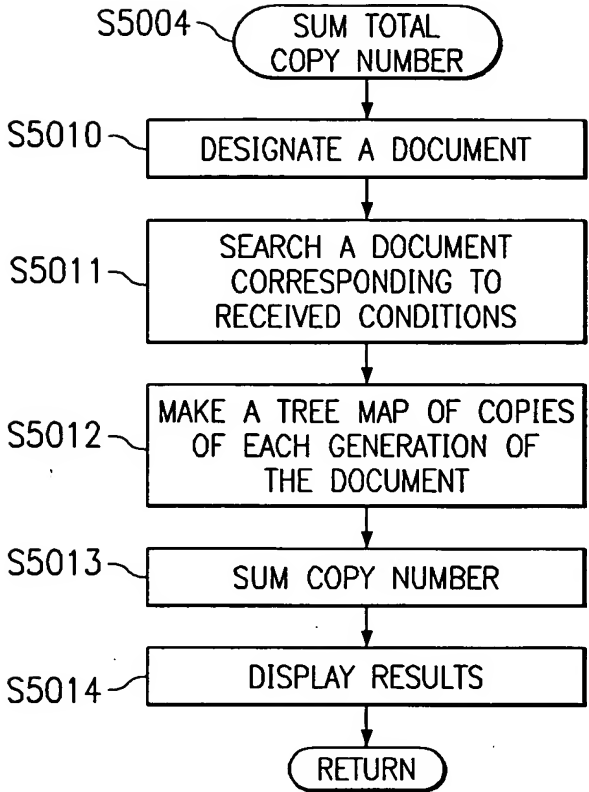 S5004
SUM TOTAL
COPY NUMBER
S5010
DESIGNATE A DOCUMENT
S5011
SEARCH A DOCUMENT
CORRESPONDING TO
RECEIVED CONDITIONS
S5012
MAKE A TREE MAP OF COPIES
OF EACH GENERATION OF
THE DOCUMENT
S5013
SUM COPY NUMBER
S5014
DISPLAY RESULTS
RETURN